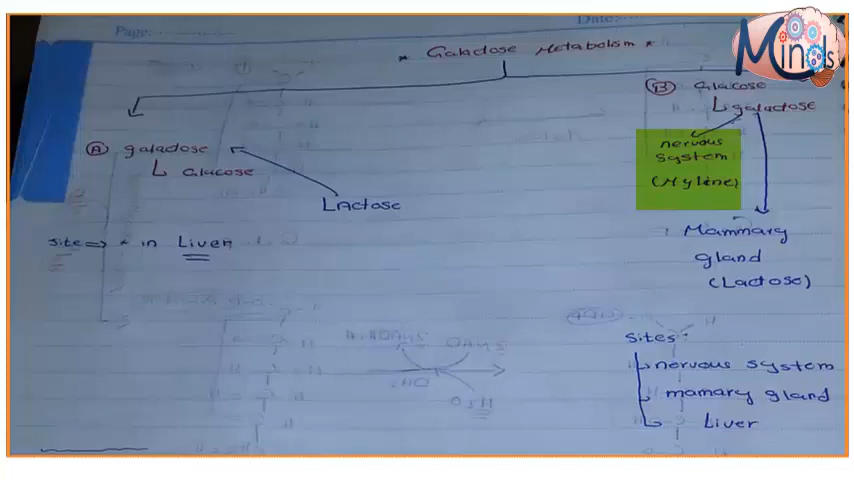 Page:
Date:
Minds
* Galactose Metabolism *
(A) galactose
Glucose
Lactose
site => * in Liver
(B) Glucose
galactose
nervous
system
(Myline)
Mammary
gland
(Lactose)
sites:
nervous system
mamary gland
Liver